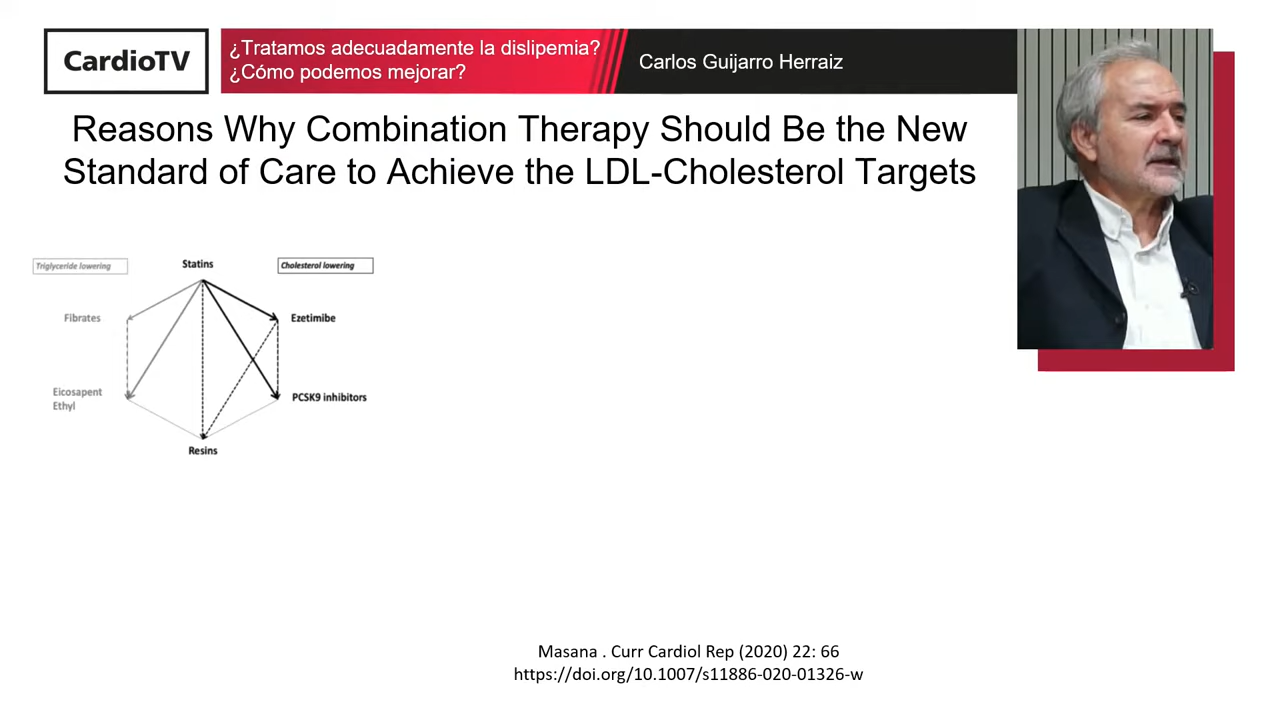 CardioTV
¿Tratamos adecuadamente la dislipemia?
¿Cómo podemos mejorar?
Carlos Guijarro Herraiz
Reasons Why Combination Therapy Should Be the New
Standard of Care to Achieve the LDL-Cholesterol Targets
Triglyceride lowering
Statins
Cholesterol lowering
Fibrates
Ezetimibe
Eicosapent
Ethyl
PCSK9 inhibitors
Resins
Masana . Curr Cardiol Rep (2020) 22: 66
https://doi.org/10.1007/s11886-020-01326-w